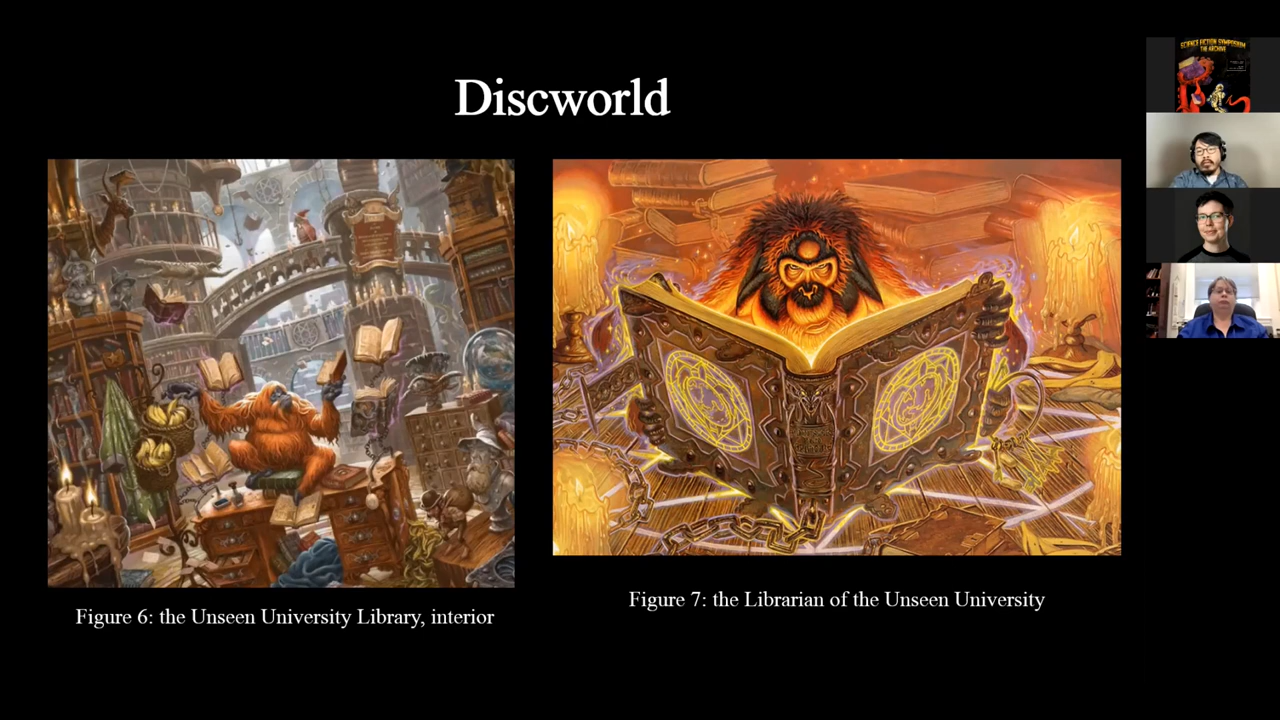 Discworld
SCIENCE FICTION SYMPOSIUM
THE ARCHIVE
Figure 6: the Unseen University Library, interior
Figure 7: the Librarian of the Unseen University